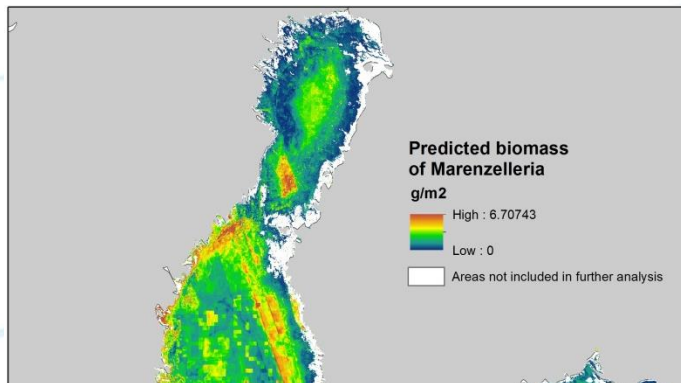 Predicted biomass
of Marenzelleria
g/m2
High : 6.70743
Low : 0
Areas not included in further analysis